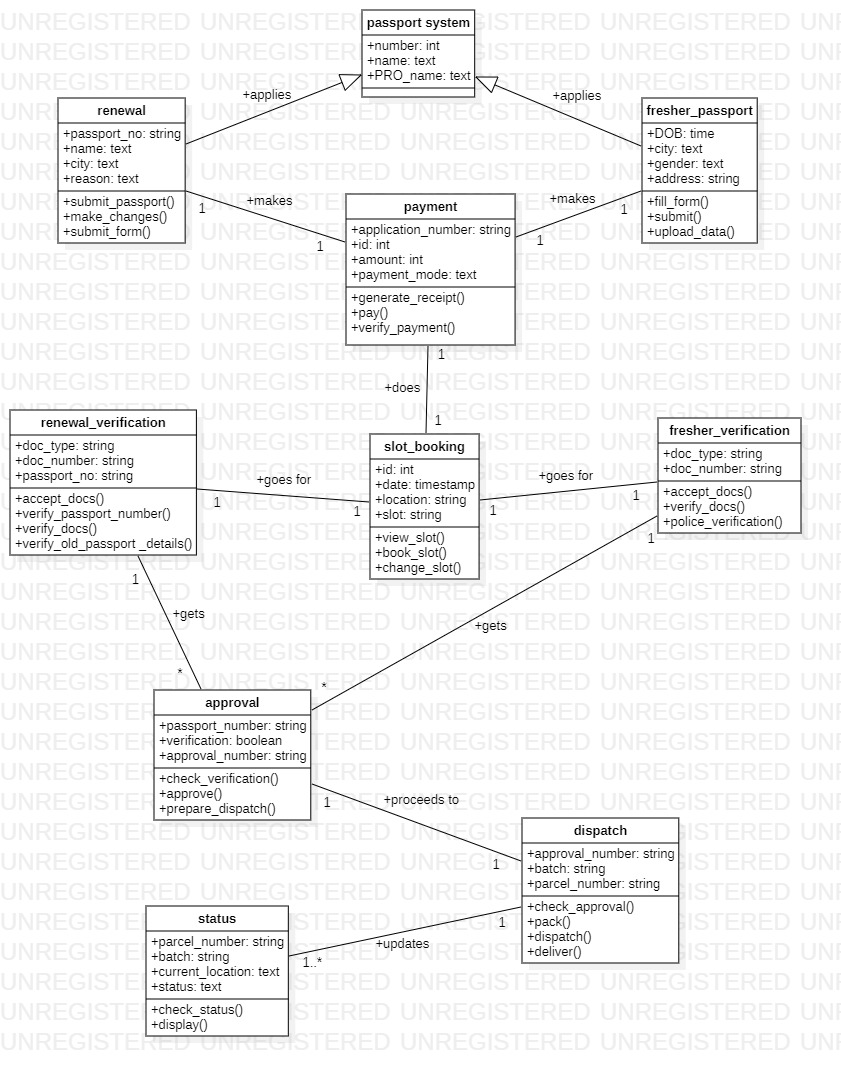 passport system
+number: int
+name: text
+PRO_name: text
+applies
+applies
renewal
+passport_no: string
+name: text
+city: text
+reason: text
+submit_passport()
+make_changes()
+submit_form()
fresher_passport
+DOB: time
+city: text
+gender: text
+address: string
+fill_form()
+submit()
+upload_data()
+makes
1
1
+makes
1
1
payment
+application_number: string
+id: int
+amount: int
+payment_mode: text
+generate_receipt()
+pay()
+verify_payment()
1
+does
1
renewal_verification
+doc_type: string
+doc_number: string
+passport_no: string
+accept_docs()
+verify_passport_number()
+verify_docs()
+verify_old_passport _details()
+goes for
1
1
slot_booking
+id: int
+date: timestamp
+location: string
+slot: string
+view_slot()
+book_slot()
+change_slot()
+goes for
1
1
fresher_verification
+doc_type: string
+doc_number: string
+accept_docs()
+verify_docs()
+police_verification()
1
+gets
*
1
+gets
*
approval
+passport_number: string
+verification: boolean
+approval_number: string
+check_verification()
+approve()
+prepare_dispatch()
1
+proceeds to
1
dispatch
+approval_number: string
+batch: string
+parcel_number: string
+check_approval()
+pack()
+dispatch()
+deliver()
1
+updates
1..*
status
+parcel_number: string
+batch: string
+current_location: text
+status: text
+check_status()
+display()
UNREGISTERED